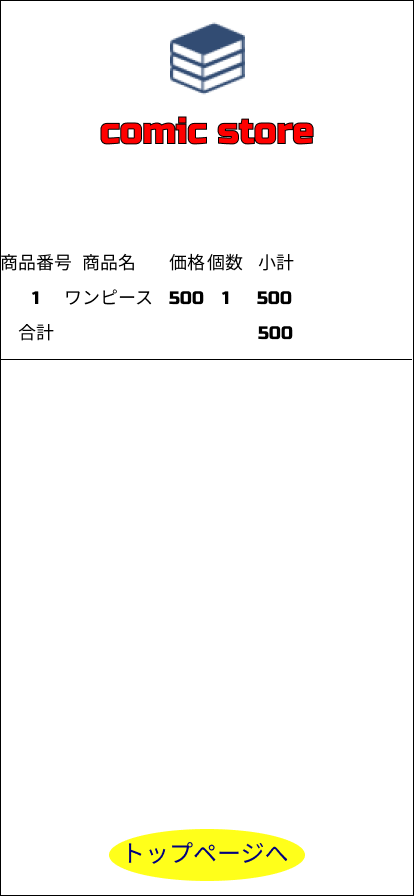 comic store
商品番号 商品名 価格 個数 小計
1 ワンピース 500 1 500
合計 500
トップページへ